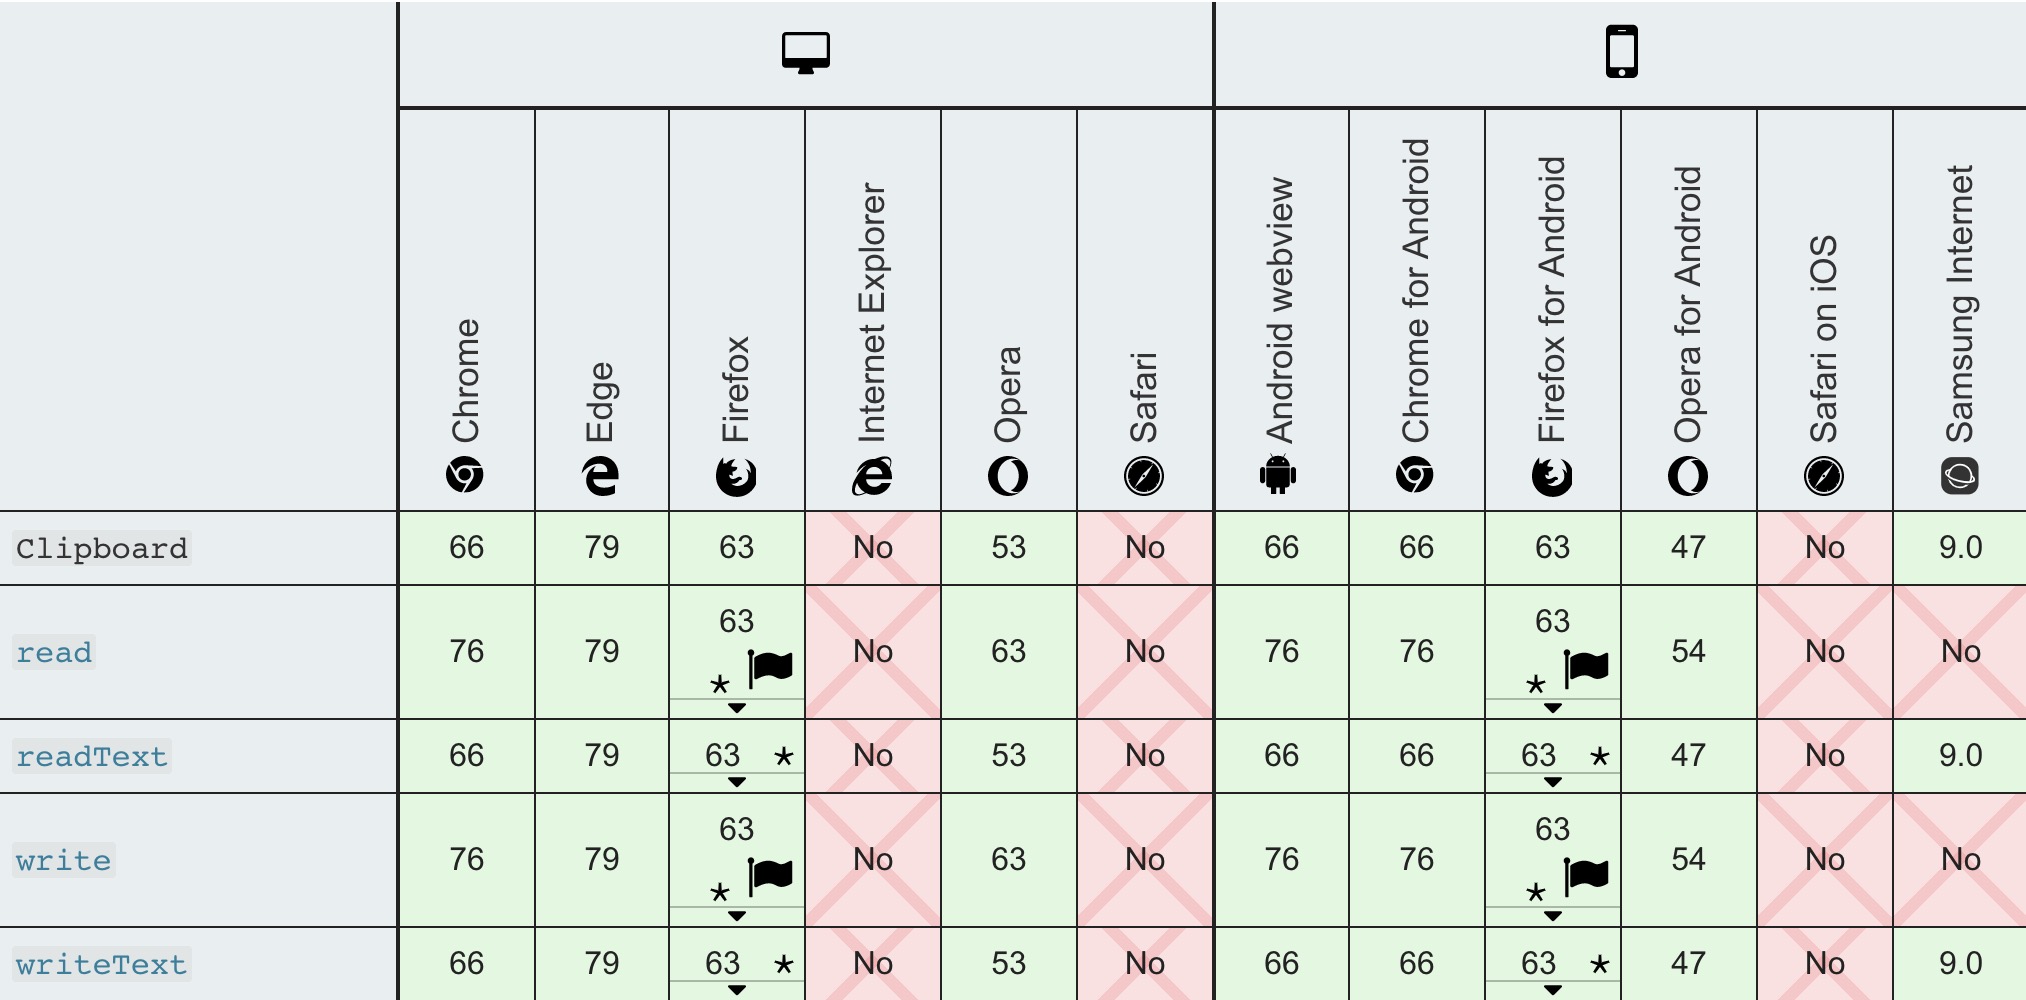 Chrome
Edge
Firefox
Internet Explorer
Opera
Safari
Android webview
Chrome for Android
Firefox for Android
Opera for Android
Safari on iOS
Samsung Internet
Clipboard 66 79 63 No 53 No 66 66 63 47 No 9.0
read 76 79 63 * No 63 No 76 76 63 * 54 No No
readText 66 79 63 * No 53 No 66 66 63 * 47 No 9.0
write 76 79 63 * No 63 No 76 76 63 * 54 No No
writeText 66 79 63 * No 53 No 66 66 63 * 47 No 9.0